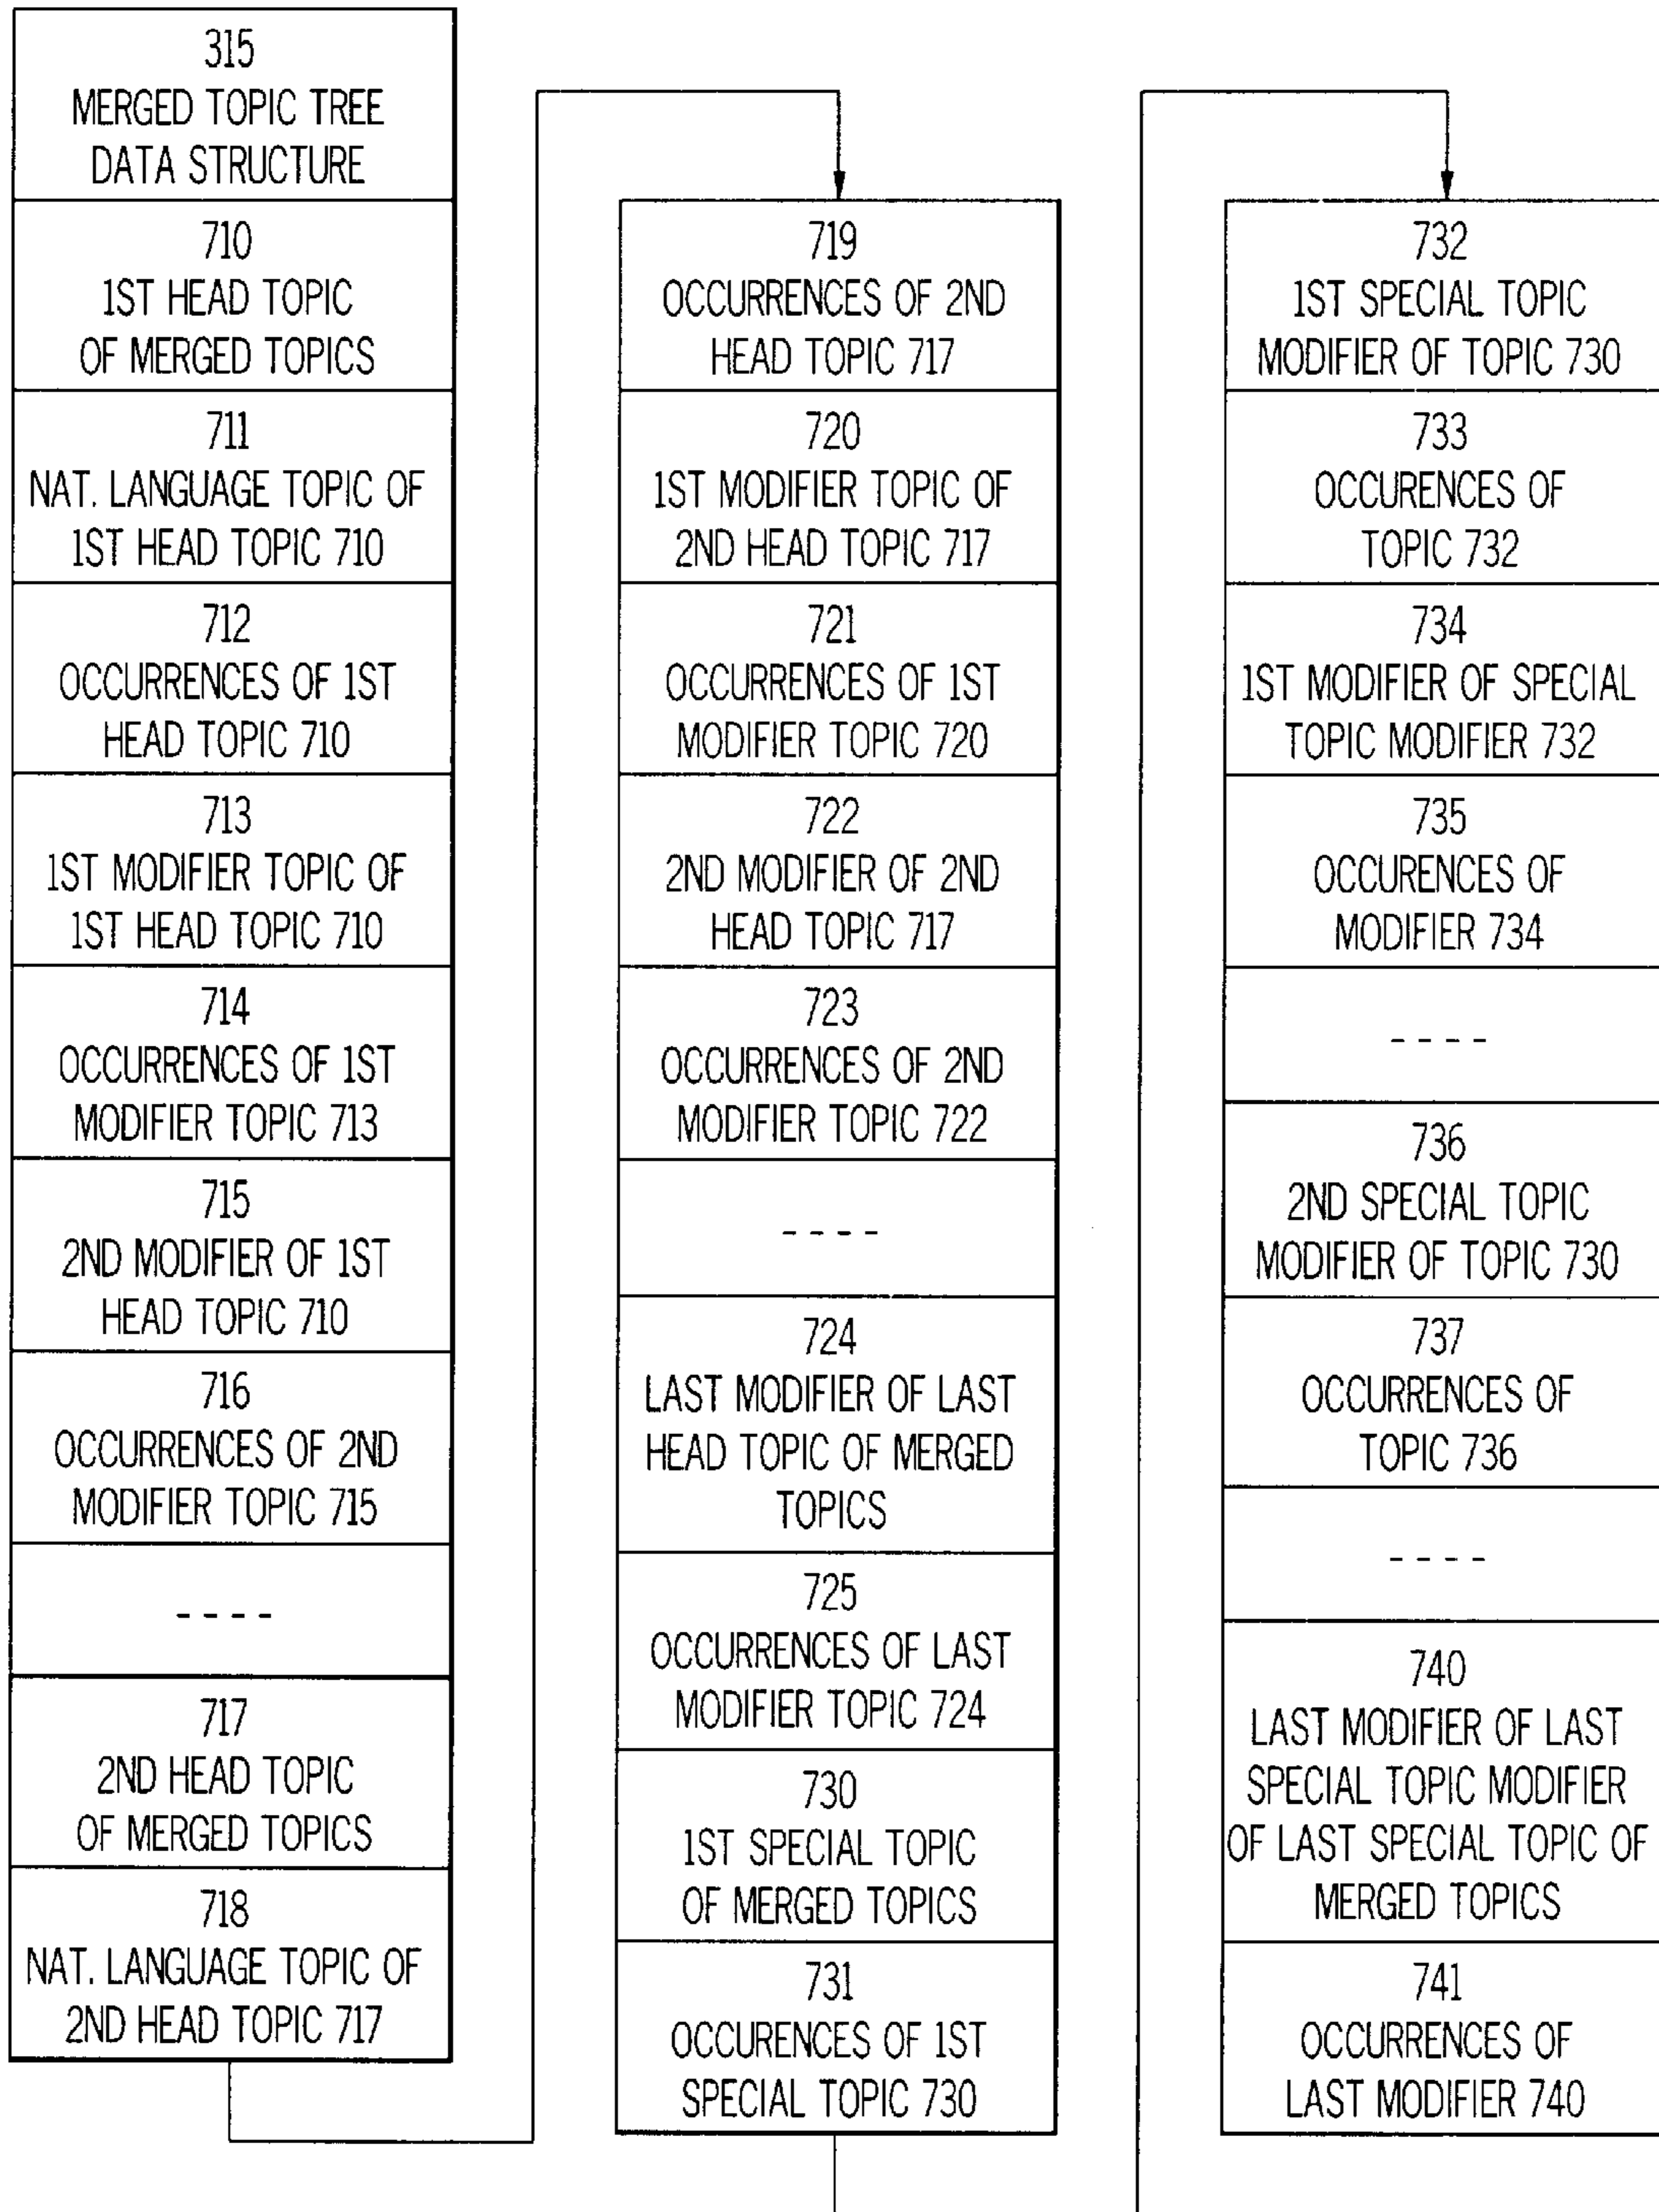 315
MERGED TOPIC TREE
DATA STRUCTURE
710
1ST HEAD TOPIC
OF MERGED TOPICS
711
NAT. LANGUAGE TOPIC OF
1ST HEAD TOPIC 710
712
OCCURRENCES OF 1ST
HEAD TOPIC 710
713
1ST MODIFIER TOPIC OF
1ST HEAD TOPIC 710
714
OCCURRENCES OF 1ST
MODIFIER TOPIC 713
715
2ND MODIFIER OF 1ST
HEAD TOPIC 710
716
OCCURRENCES OF 2ND
MODIFIER TOPIC 715
- - - -
717
2ND HEAD TOPIC
OF MERGED TOPICS
718
NAT. LANGUAGE TOPIC OF
2ND HEAD TOPIC 717
719
OCCURRENCES OF 2ND
HEAD TOPIC 717
720
1ST MODIFIER TOPIC OF
2ND HEAD TOPIC 717
721
OCCURRENCES OF 1ST
MODIFIER TOPIC 720
722
2ND MODIFIER OF 2ND
HEAD TOPIC 717
723
OCCURRENCES OF 2ND
MODIFIER TOPIC 722
- - - -
724
LAST MODIFIER OF LAST
HEAD TOPIC OF MERGED
TOPICS
725
OCCURRENCES OF LAST
MODIFIER TOPIC 724
730
1ST SPECIAL TOPIC
OF MERGED TOPICS
731
OCCURENCES OF 1ST
SPECIAL TOPIC 730
732
1ST SPECIAL TOPIC
MODIFIER OF TOPIC 730
733
OCCURENCES OF
TOPIC 732
734
1ST MODIFIER OF SPECIAL
TOPIC MODIFIER 732
735
OCCURENCES OF
MODIFIER 734
- - - -
736
2ND SPECIAL TOPIC
MODIFIER OF TOPIC 730
737
OCCURRENCES OF
TOPIC 736
- - - -
740
LAST MODIFIER OF LAST
SPECIAL TOPIC MODIFIER
OF LAST SPECIAL TOPIC OF
MERGED TOPICS
741
OCCURRENCES OF
LAST MODIFIER 740